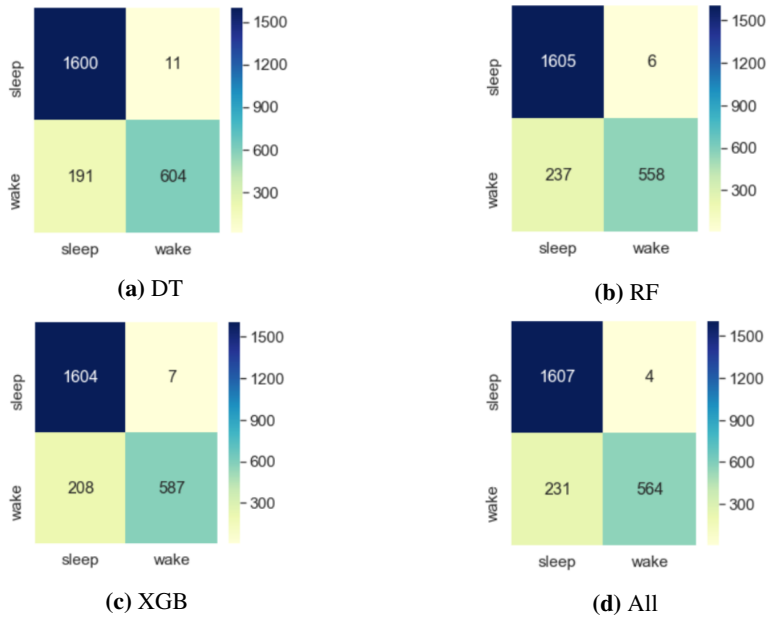 sleep
1600 11
wake
191 604
sleep wake
1500
1200
900
600
300
(a) DT
sleep
1605 6
wake
237 558
sleep wake
1500
1200
900
600
300
(b) RF
sleep
1604 7
wake
208 587
sleep wake
1500
1200
900
600
300
(c) XGB
sleep
1607 4
wake
231 564
sleep wake
1500
1200
900
600
300
(d) All